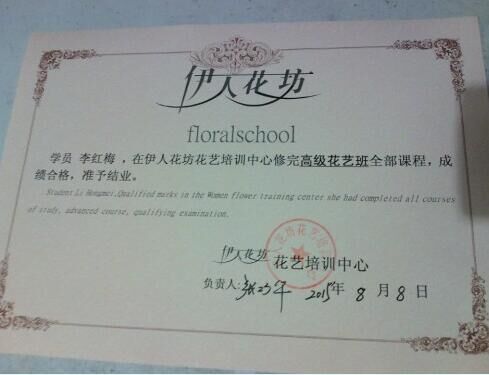 伊人花坊
floralschool
学员 李红梅 ，在伊人花坊花艺培训中心修完高级花艺班全部课程，成
绩合格，准予结业。
Student Li Hongmei,Qualified marks in the Women flower training center she had completed all courses
of study, advanced course, qualifying examination.
伊人花坊 花艺培训中心
负责人: 2015年 8 月 8 日